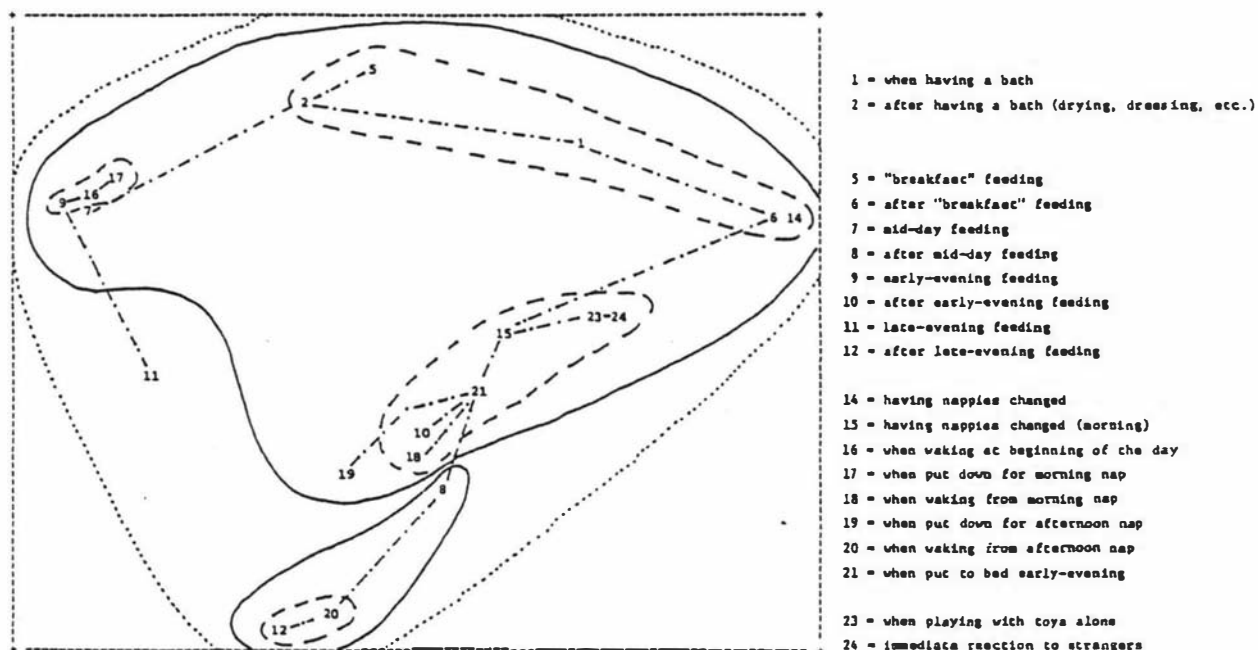 5
2
1
17
16
9
7
6 14
23-24
15
11
21
10
18
19
8
20
12
1 = when having a bath
2 = after having a bath (drying, dressing, etc.)
5 = "breakfast" feeding
6 = after "breakfast" feeding
7 = mid-day feeding
8 = after mid-day feeding
9 = early-evening feeding
10 = after early-evening feeding
11 = late-evening feeding
12 = after late-evening feeding
14 = having nappies changed
15 = having nappies changed (morning)
16 = when waking at beginning of the day
17 = when put down for morning nap
18 = when waking from morning nap
19 = when put down for afternoon nap
20 = when waking from afternoon nap
21 = when put to bed early-evening
23 = when playing with toys alone
24 = immediate reaction to strangers